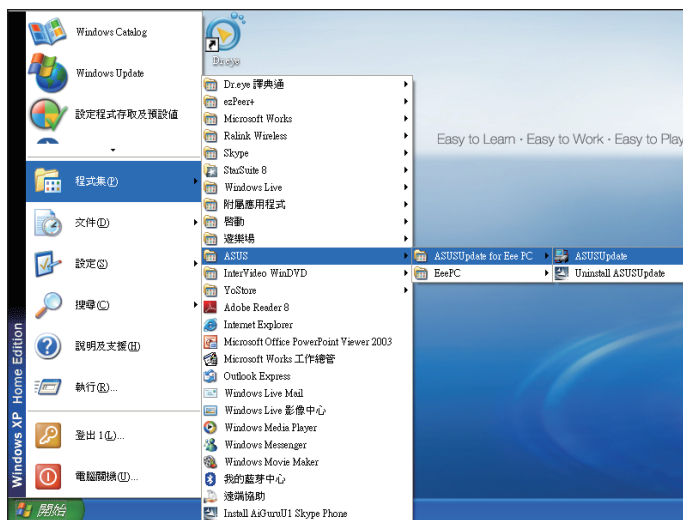 Windows Catalog
Windows Update
設定程式存取及預設值
程式集(P)
文件(D)
設定(S)
搜尋(C)
說明及支援(H)
執行(R)...
登出 1(L)...
電腦關機(U)...
Windows XP Home Edition
開始
Dr.eye
Dr.eye 譯典通
ezPeer+
Microsoft Works
Ralink Wireless
Skype
StarSuite 8
Windows Live
附屬應用程式
啓動
遊樂場
ASUS
InterVideo WinDVD
YoStore
Adobe Reader 8
Internet Explorer
Microsoft Office PowerPoint Viewer 2003
Microsoft Works 工作總管
Outlook Express
Windows Live Mail
Windows Live 影像中心
Windows Media Player
Windows Messenger
Windows Movie Maker
我的藍芽中心
遠端協助
Install AiGuruU1 Skype Phone
ASUSUpdate for Eee PC
EeePC
ASUSUpdate
Uninstall ASUSUpdate
Easy to Learn · Easy to Work · Easy to Play